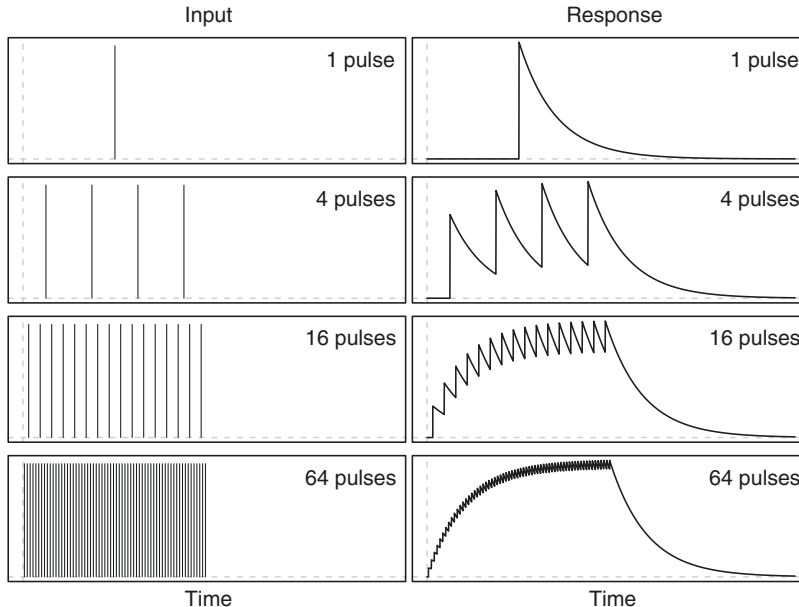 Input
Response
1 pulse
1 pulse
4 pulses
4 pulses
16 pulses
16 pulses
64 pulses
64 pulses
Time
Time